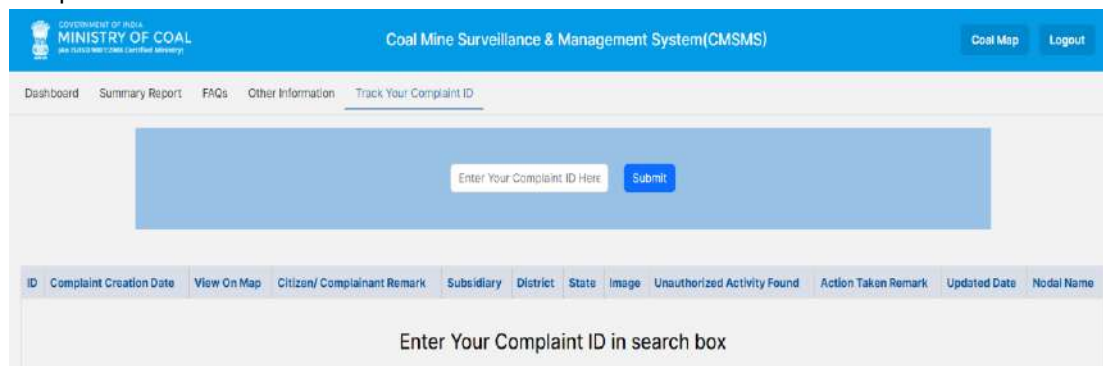 GOVERNMENT OF INDIA
MINISTRY OF COAL
Coal Mine Surveillance & Management System(CMSMS)
Coal Map
Logout
Dashboard Summary Report FAQs Other Information Track Your Complaint ID
Enter Your Complaint ID Here Submit
ID Complaint Creation Date View On Map Citizen/ Complainant Remark Subsidiary District State Image Unauthorized Activity Found Action Taken Remark Updated Date Nodal Name
Enter Your Complaint ID in search box